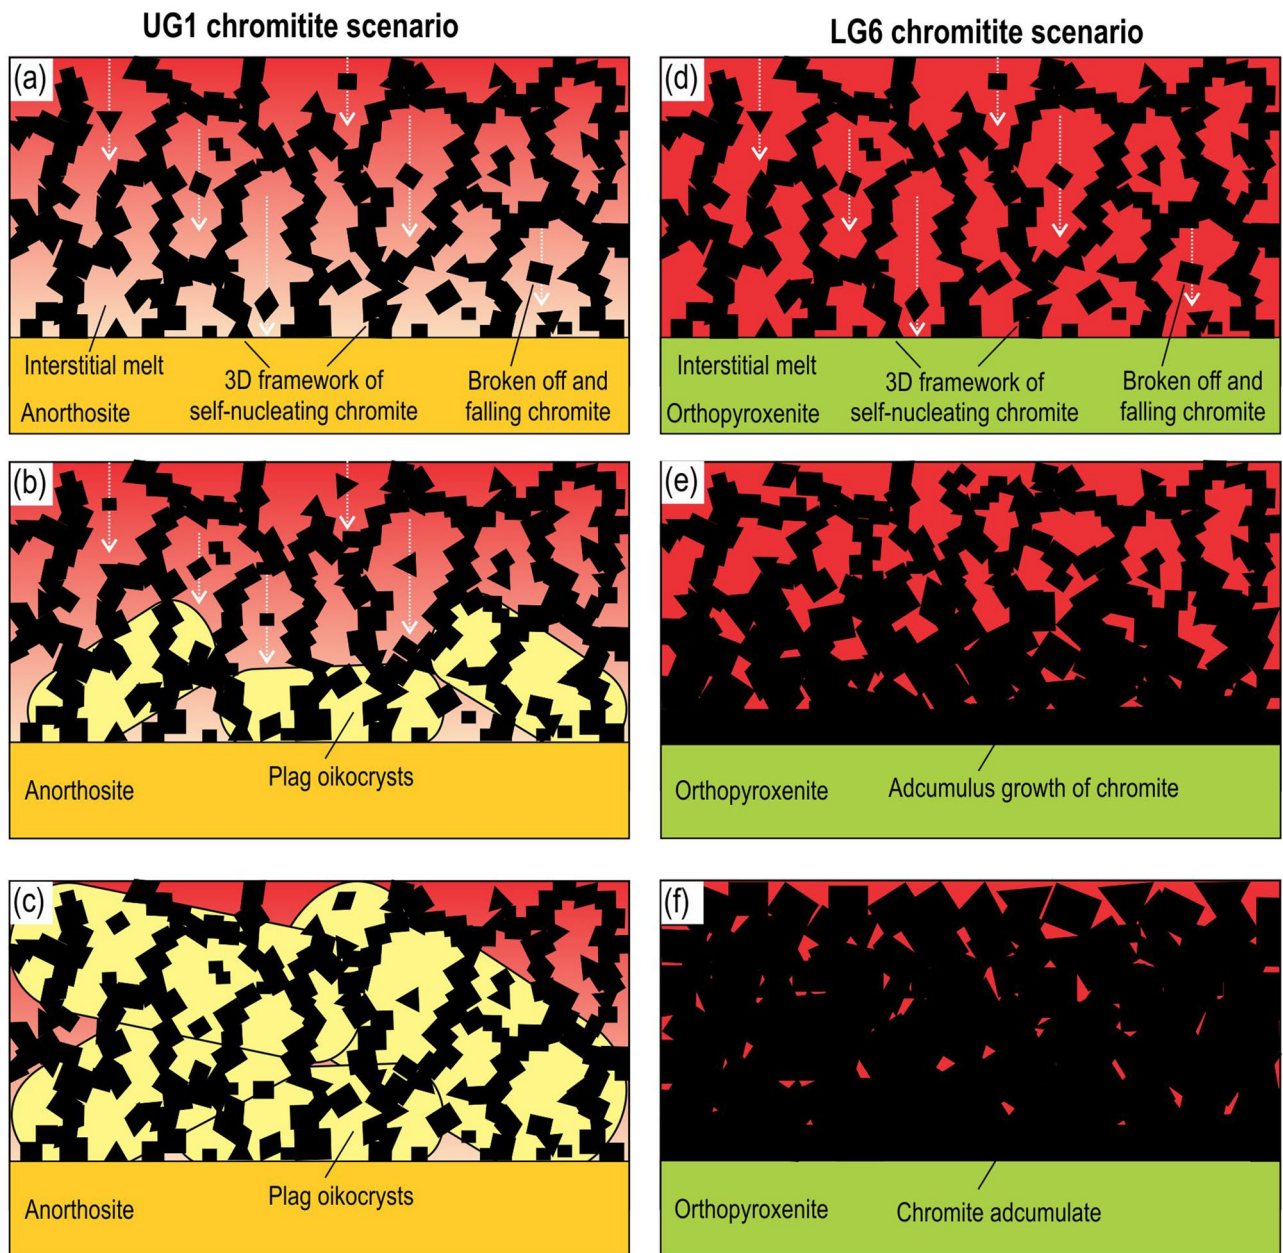 UG1 chromitite scenario
(a)
Interstitial melt
3D framework of
self-nucleating chromite
Broken off and
falling chromite
Anorthosite
(b)
Plag oikocrysts
Anorthosite
(c)
Plag oikocrysts
Anorthosite
LG6 chromitite scenario
(d)
Interstitial melt
3D framework of
self-nucleating chromite
Broken off and
falling chromite
Orthopyroxenite
(e)
Orthopyroxenite
Adcumulus growth of chromite
(f)
Orthopyroxenite
Chromite adcumulate